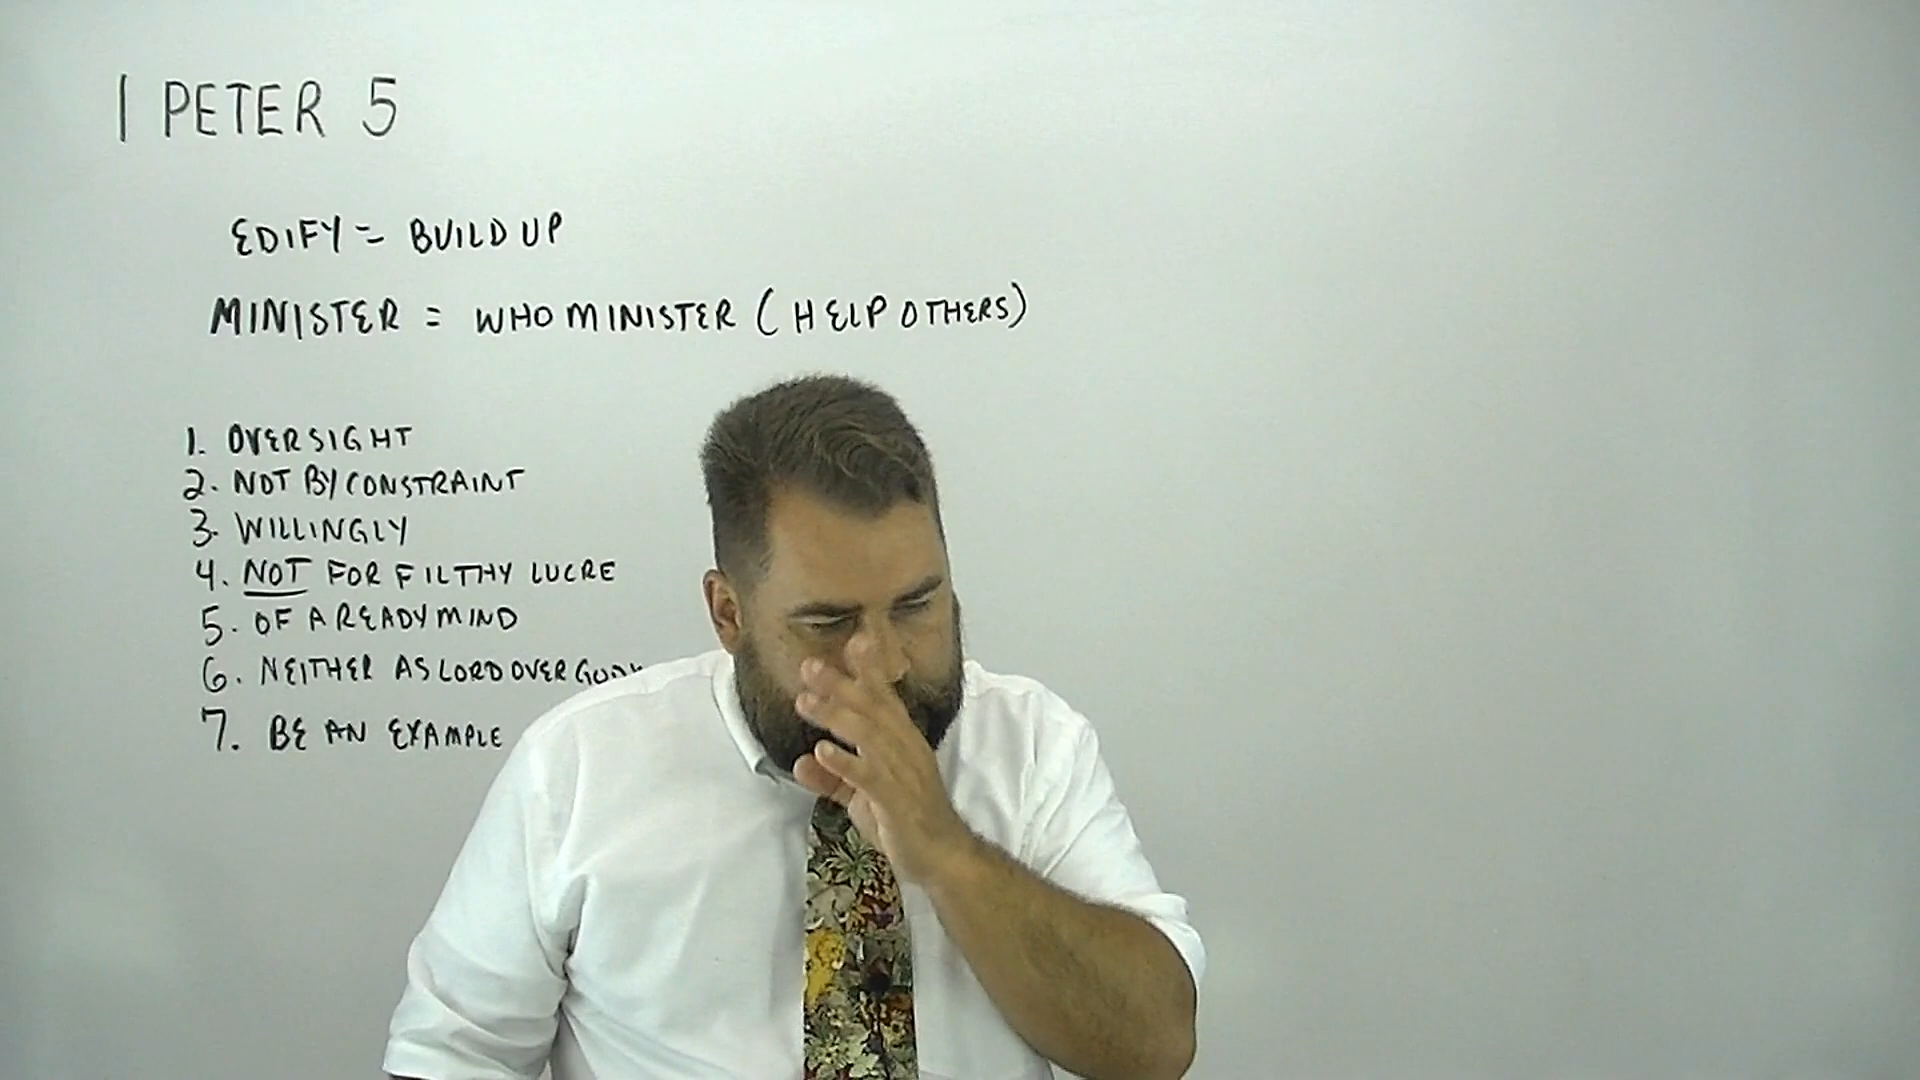 1 PETER 5
EDIFY = BUILD UP
MINISTER = WHO MINISTER (HELP OTHERS)
1. OVERSIGHT
2. NOT BY CONSTRAINT
3. WILLINGLY
4. NOT FOR FILTHY LUCRE
5. OF A READY MIND
6. NEITHER AS LORD OVER
7. BE AN EXAMPLE